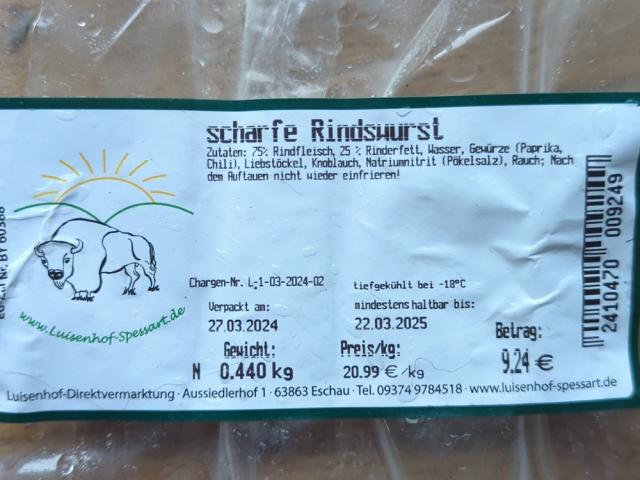 scharfe Rindswurst
Zutaten: 75% Rindfleisch, 25 % Rinderfett, Wasser, Gewürze (Paprika,
Chili), Liebstöckel, Knoblauch, Natriumnitrit (Pökelsalz), Rauch; Nach
dem Auftauen nicht wieder einfrieren!
www.Luisenhof-Spessart.de
Chargen-Nr. L-1-03-2024-02
tiefgekühlt bei -18°C
Verpackt am:
27.03.2024
mindestens haltbar bis:
22.03.2025
Gewicht:
N 0.440 kg
Preis/kg:
20.99 €/kg
Betrag:
9.24 €
2410470 009249
Luisenhof-Direktvermarktung · Aussiedlerhof 1 · 63863 Eschau · Tel. 09374 9784518 · www.luisenhof-spessart.de